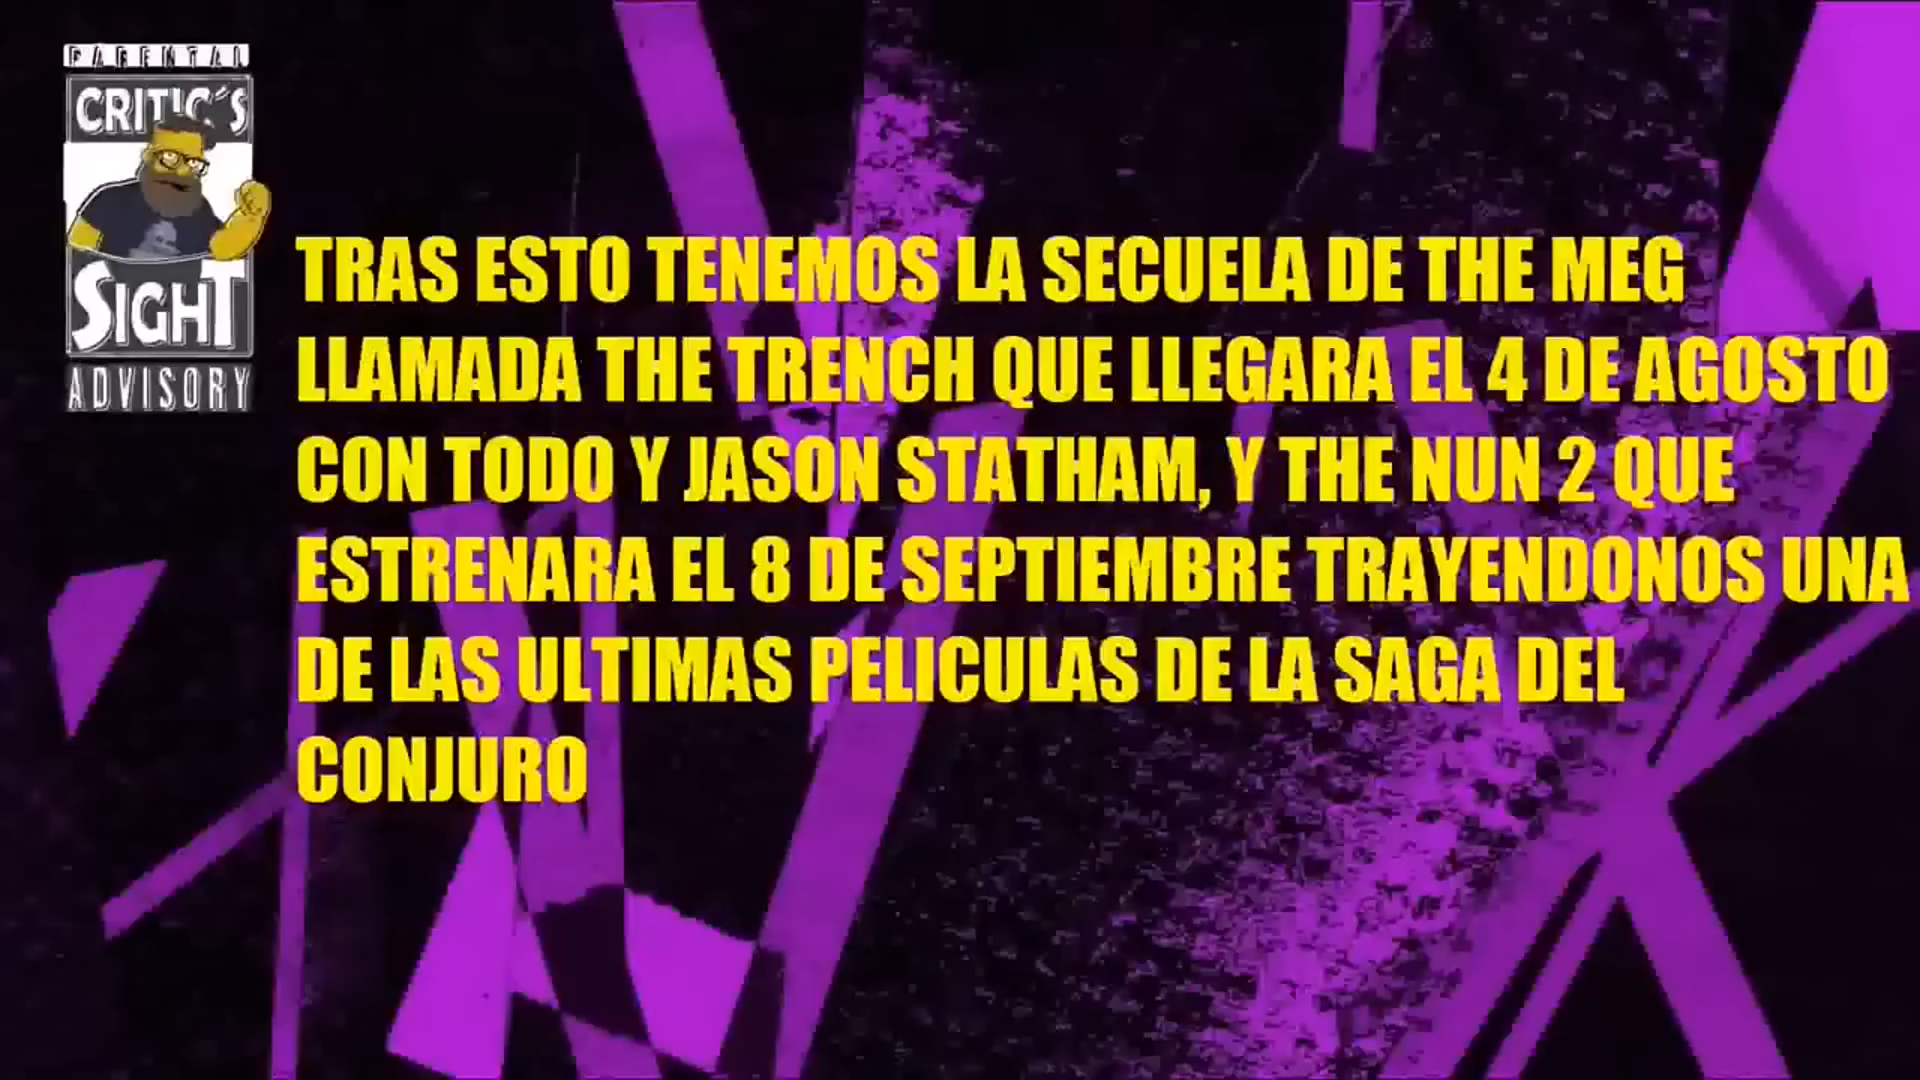 PARENTAL
CRITIC´S
SIGHT
ADVISORY
TRAS ESTO TENEMOS LA SECUELA DE THE MEG
LLAMADA THE TRENCH QUE LLEGARA EL 4 DE AGOSTO
CON TODO Y JASON STATHAM, Y THE NUN 2 QUE
ESTRENARA EL 8 DE SEPTIEMBRE TRAYENDONOS UNA
DE LAS ULTIMAS PELICULAS DE LA SAGA DEL
CONJURO